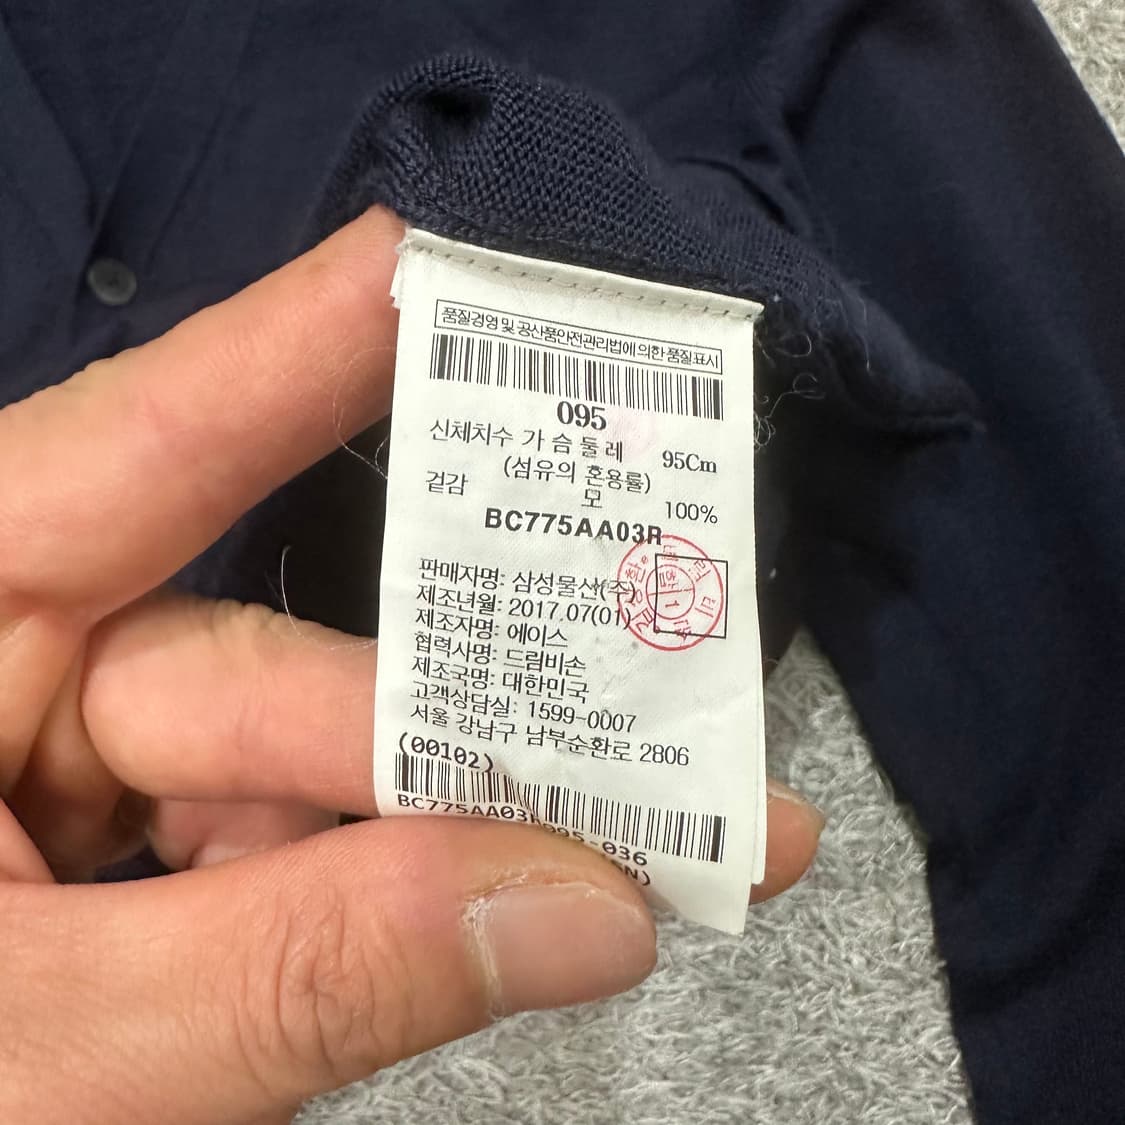 품질경영 및 공산품안전관리법에 의한 품질표시
095
신체치수 가슴둘레 95Cm
(섬유의 혼용률)
겉감 모 100%
BC775AA03R
판매자명: 삼성물산(주)
제조년월: 2017.07(01)
제조자명: 에이스
협력사명: 드림비손
제조국명: 대한민국
고객상담실: 1599-0007
서울 강남구 남부순환로 2806
(00102)
BC775AA03R095-036